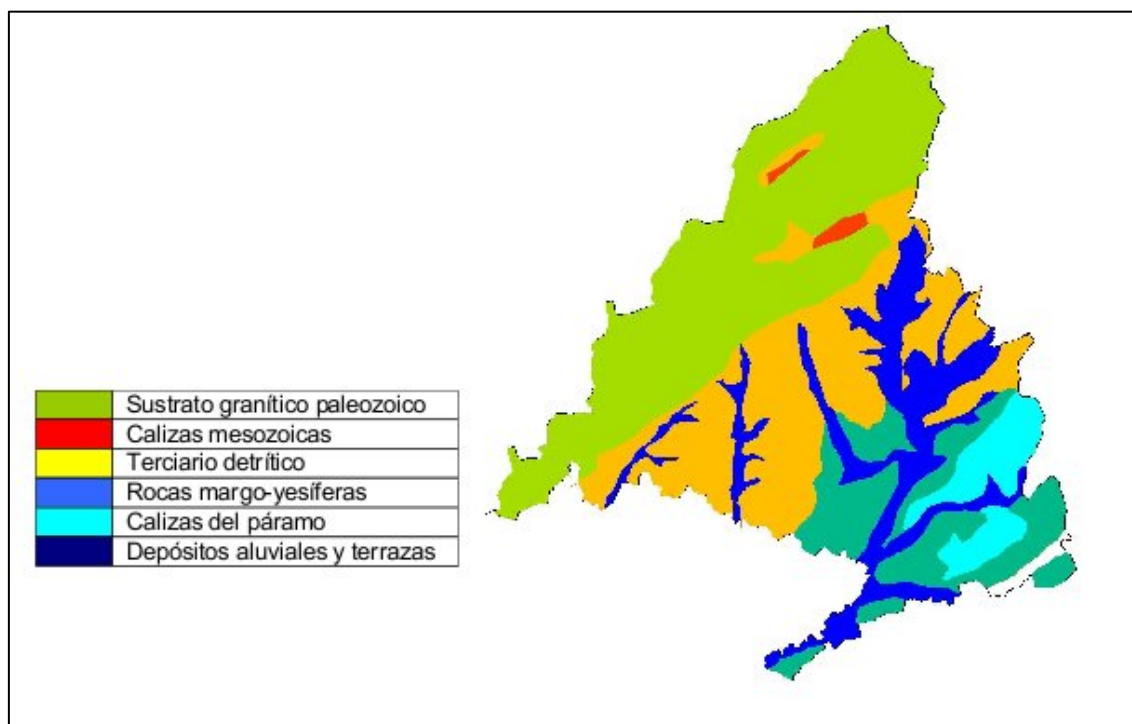 Sustrato granítico paleozoico
Calizas mesozoicas
Terciario detrítico
Rocas margo-yesíferas
Calizas del páramo
Depósitos aluviales y terrazas